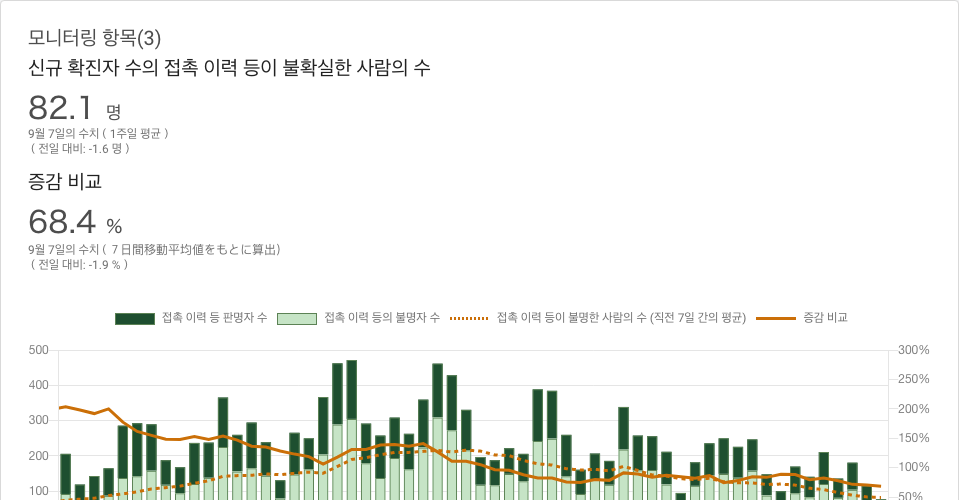 모니터링 항목(3)
신규 확진자 수의 접촉 이력 등이 불확실한 사람의 수
82.1 명
9월 7일의 수치 ( 1주일 평균 )
( 전일 대비: -1.6 명 )
증감 비교
68.4 %
9월 7일의 수치 ( ７日間移動平均値をもとに算出)
( 전일 대비: -1.9 % )
접촉 이력 등 판명자 수 접촉 이력 등의 불명자 수 접촉 이력 등이 불명한 사람의 수 (직전 7일 간의 평균) 증감 비교
500 300%
400 250%
300 200%
200 150%
100 100%
50%